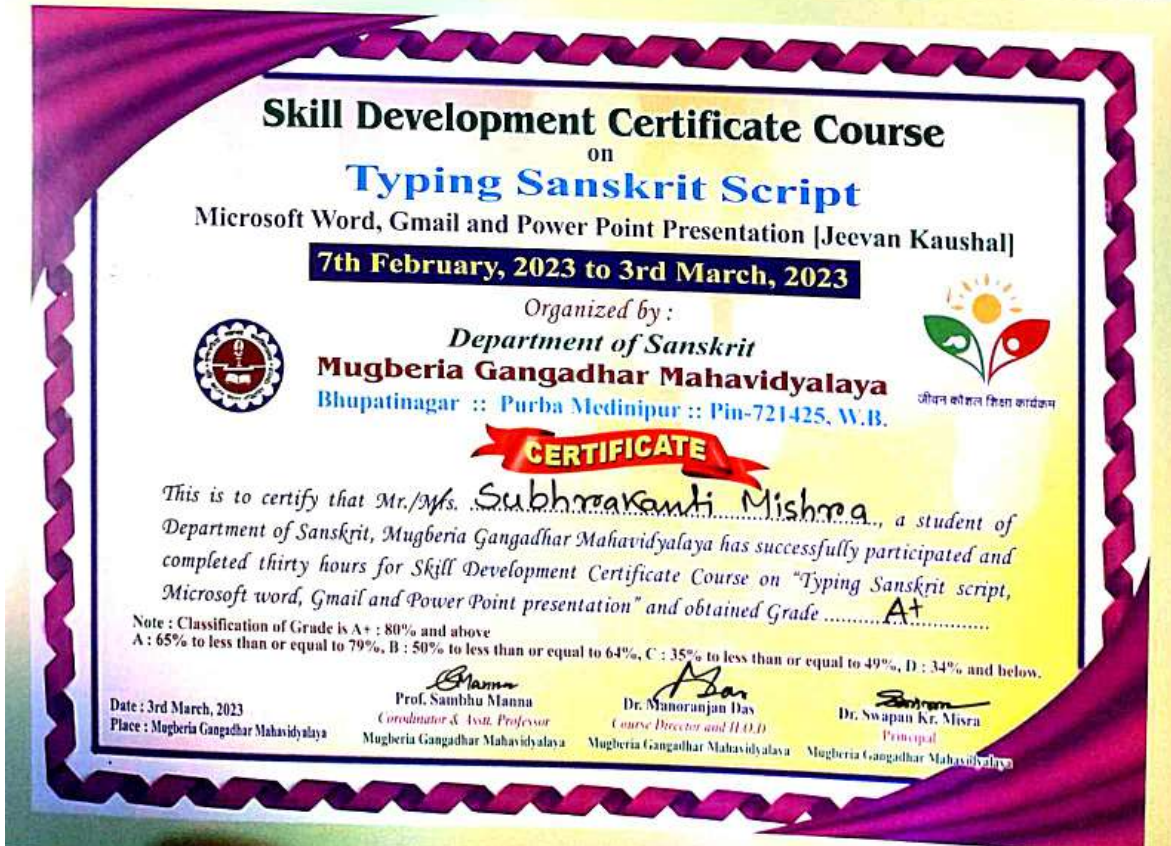 Skill Development Certificate Course
on
Typing Sanskrit Script
Microsoft Word, Gmail and Power Point Presentation [Jeevan Kaushal]
7th February, 2023 to 3rd March, 2023
Organized by :
Department of Sanskrit
Mugberia Gangadhar Mahavidyalaya
Bhupatinagar :: Purba Medinipur :: Pin-721425, W.B.
जीवन कौशल शिक्षा कार्यक्रम
CERTIFICATE
This is to certify that Mr./Mrs. Subhrakanti Mishra, a student of
Department of Sanskrit, Mugberia Gangadhar Mahavidyalaya has successfully participated and
completed thirty hours for Skill Development Certificate Course on "Typing Sanskrit script,
Microsoft word, Gmail and Power Point presentation" and obtained Grade ..........A+..............
Note : Classification of Grade is A+ : 80% and above
A : 65% to less than or equal to 79%, B : 50% to less than or equal to 64%, C : 35% to less than or equal to 49%, D : 34% and below.
Date : 3rd March, 2023
Place : Mugberia Gangadhar Mahavidyalaya
Prof. Sambhu Manna
Corodinator & Asstt. Professor
Mugberia Gangadhar Mahavidyalaya
Dr. Manoranjan Das
Course Director and H.O.D
Mugberia Gangadhar Mahavidyalaya
Dr. Swapan Kr. Misra
Principal
Mugberia Gangadhar Mahavidyalaya